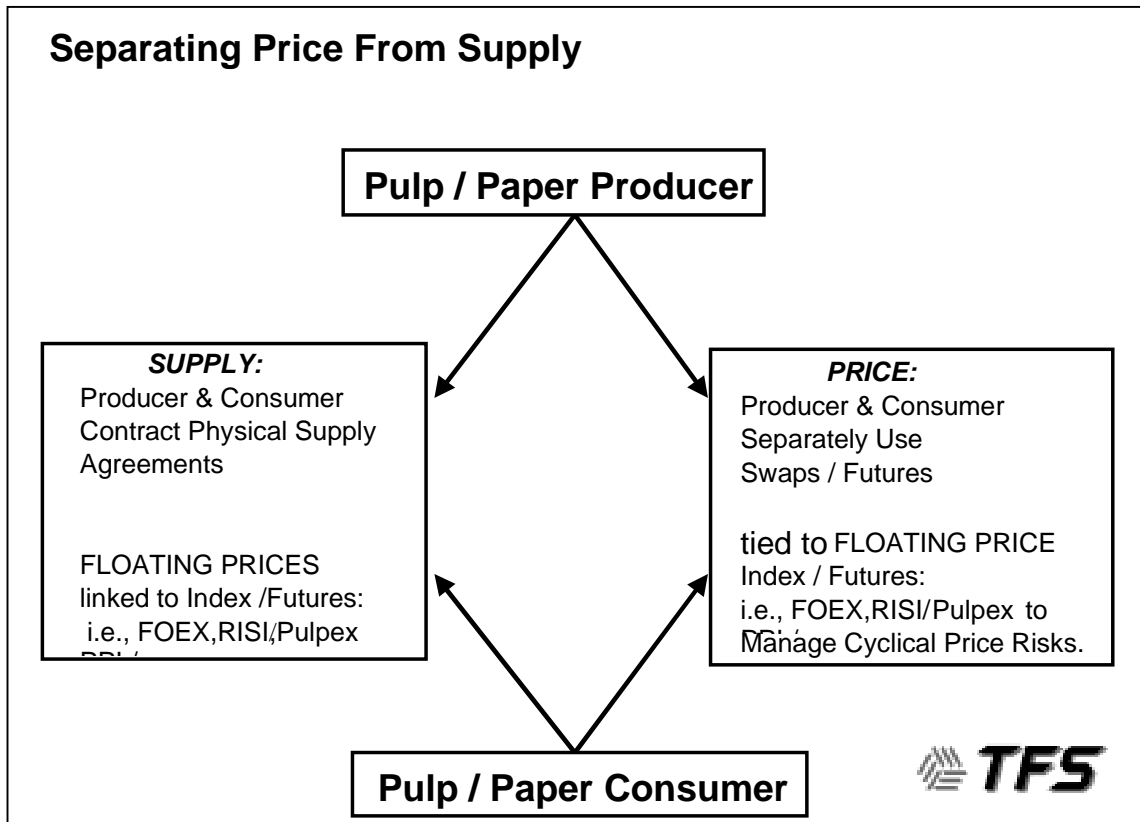 Separating Price From Supply
Pulp / Paper Producer
SUPPLY:
Producer & Consumer
Contract Physical Supply
Agreements
FLOATING PRICES
linked to Index /Futures:
i.e., FOEX,RISI,/Pulpex
PRICE:
Producer & Consumer
Separately Use
Swaps / Futures
tied to FLOATING PRICE
Index / Futures:
i.e., FOEX,RISI/Pulpex to
Manage Cyclical Price Risks.
Pulp / Paper Consumer
TFS